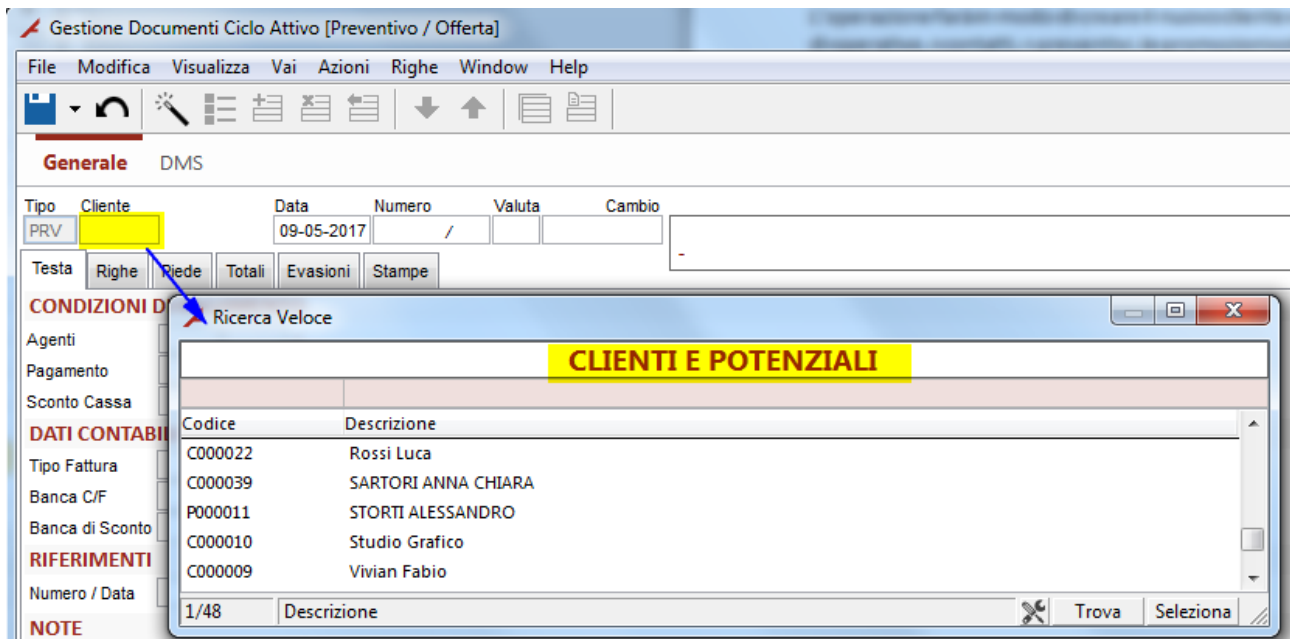 Gestione Documenti Ciclo Attivo [Preventivo / Offerta]
File Modifica Visualizza Vai Azioni Righe Window Help
Generale DMS
Tipo Cliente Data Numero Valuta Cambio
PRV 09-05-2017 /
-
Testa Righe Piede Totali Evasioni Stampe
CONDIZIONI D
Ricerca Veloce
Agenti
CLIENTI E POTENZIALI
Pagamento
Sconto Cassa
Codice Descrizione
DATI CONTABI
C000022 Rossi Luca
Tipo Fattura
C000039 SARTORI ANNA CHIARA
Banca C/F
P000011 STORTI ALESSANDRO
Banca di Sconto
C000010 Studio Grafico
RIFERIMENTI
C000009 Vivian Fabio
Numero / Data
1/48 Descrizione Trova Seleziona
NOTE